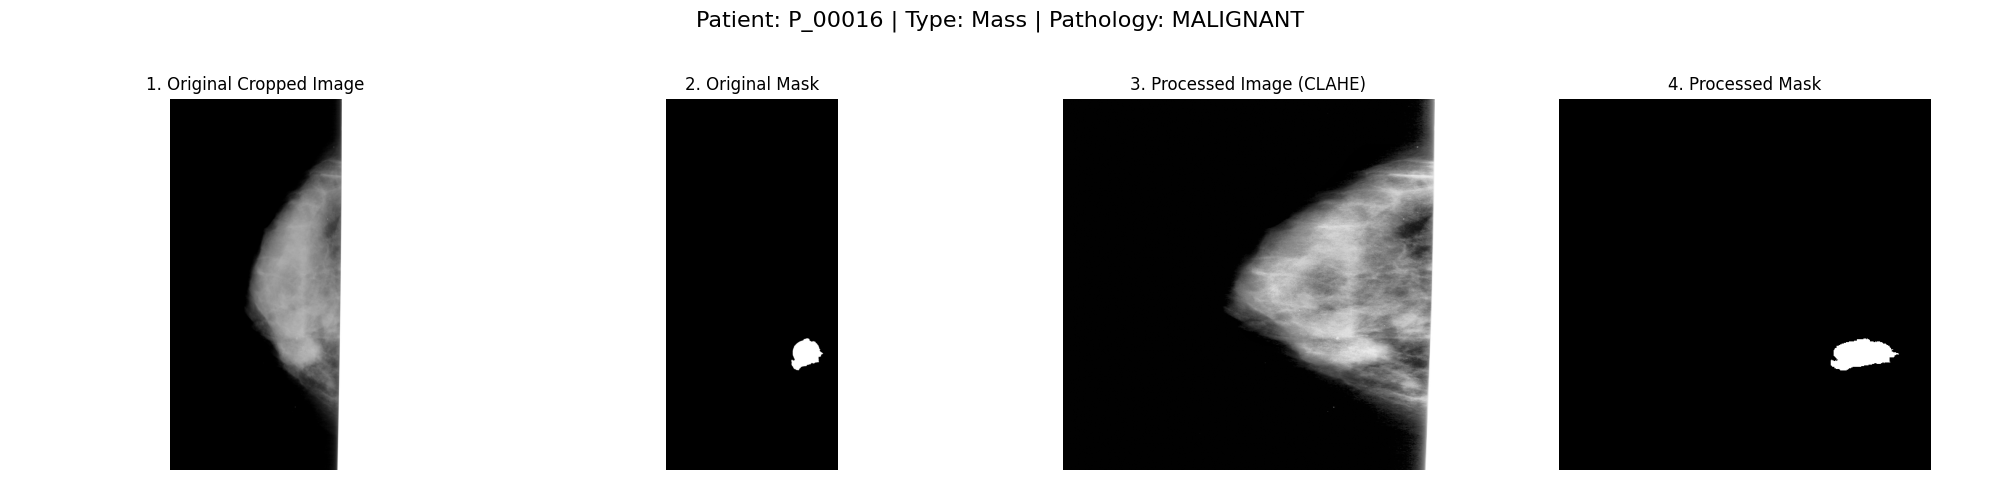 Patient: P_00016 | Type: Mass | Pathology: MALIGNANT
1. Original Cropped Image
2. Original Mask
3. Processed Image (CLAHE)
4. Processed Mask